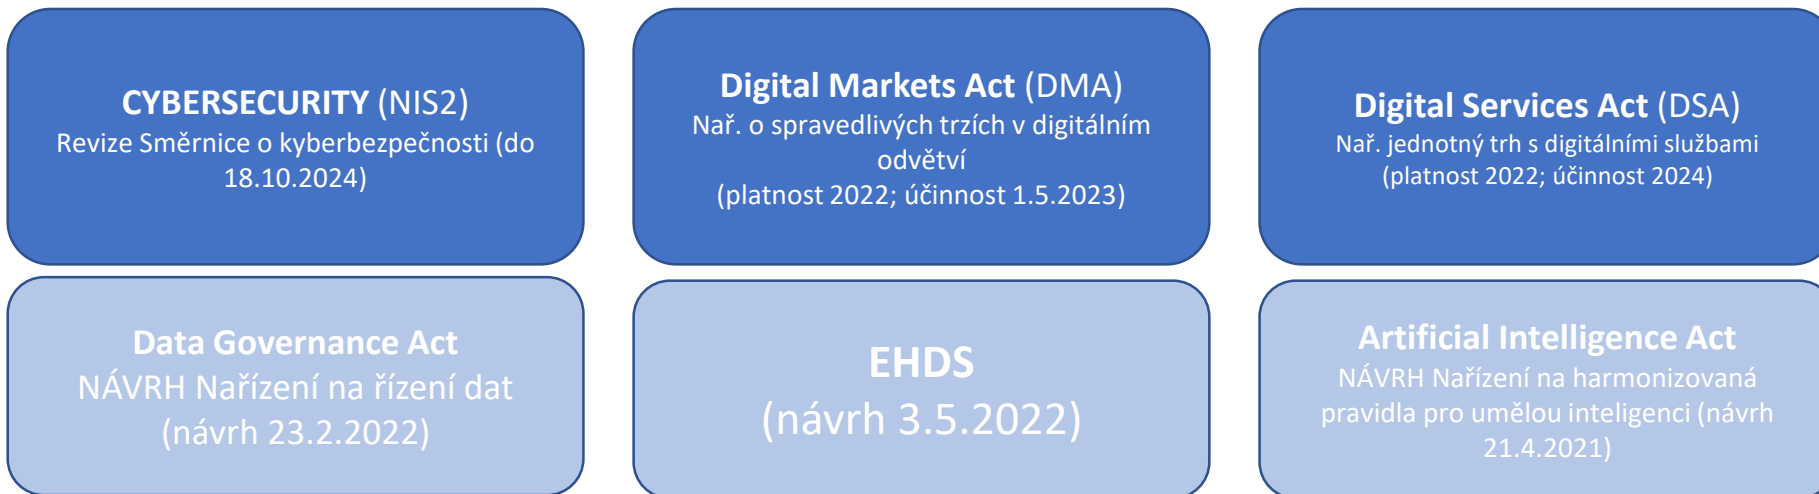 CYBERSECURITY (NIS2)
Revize Směrnice o kyberbezpečnosti (do
18.10.2024)
Digital Markets Act (DMA)
Nař. o spravedlivých trzích v digitálním
odvětví
(platnost 2022; účinnost 1.5.2023)
Digital Services Act (DSA)
Nař. jednotný trh s digitálními službami
(platnost 2022; účinnost 2024)
Data Governance Act
NÁVRH Nařízení na řízení dat
(návrh 23.2.2022)
EHDS
(návrh 3.5.2022)
Artificial Intelligence Act
NÁVRH Nařízení na harmonizovaná
pravidla pro umělou inteligenci (návrh
21.4.2021)